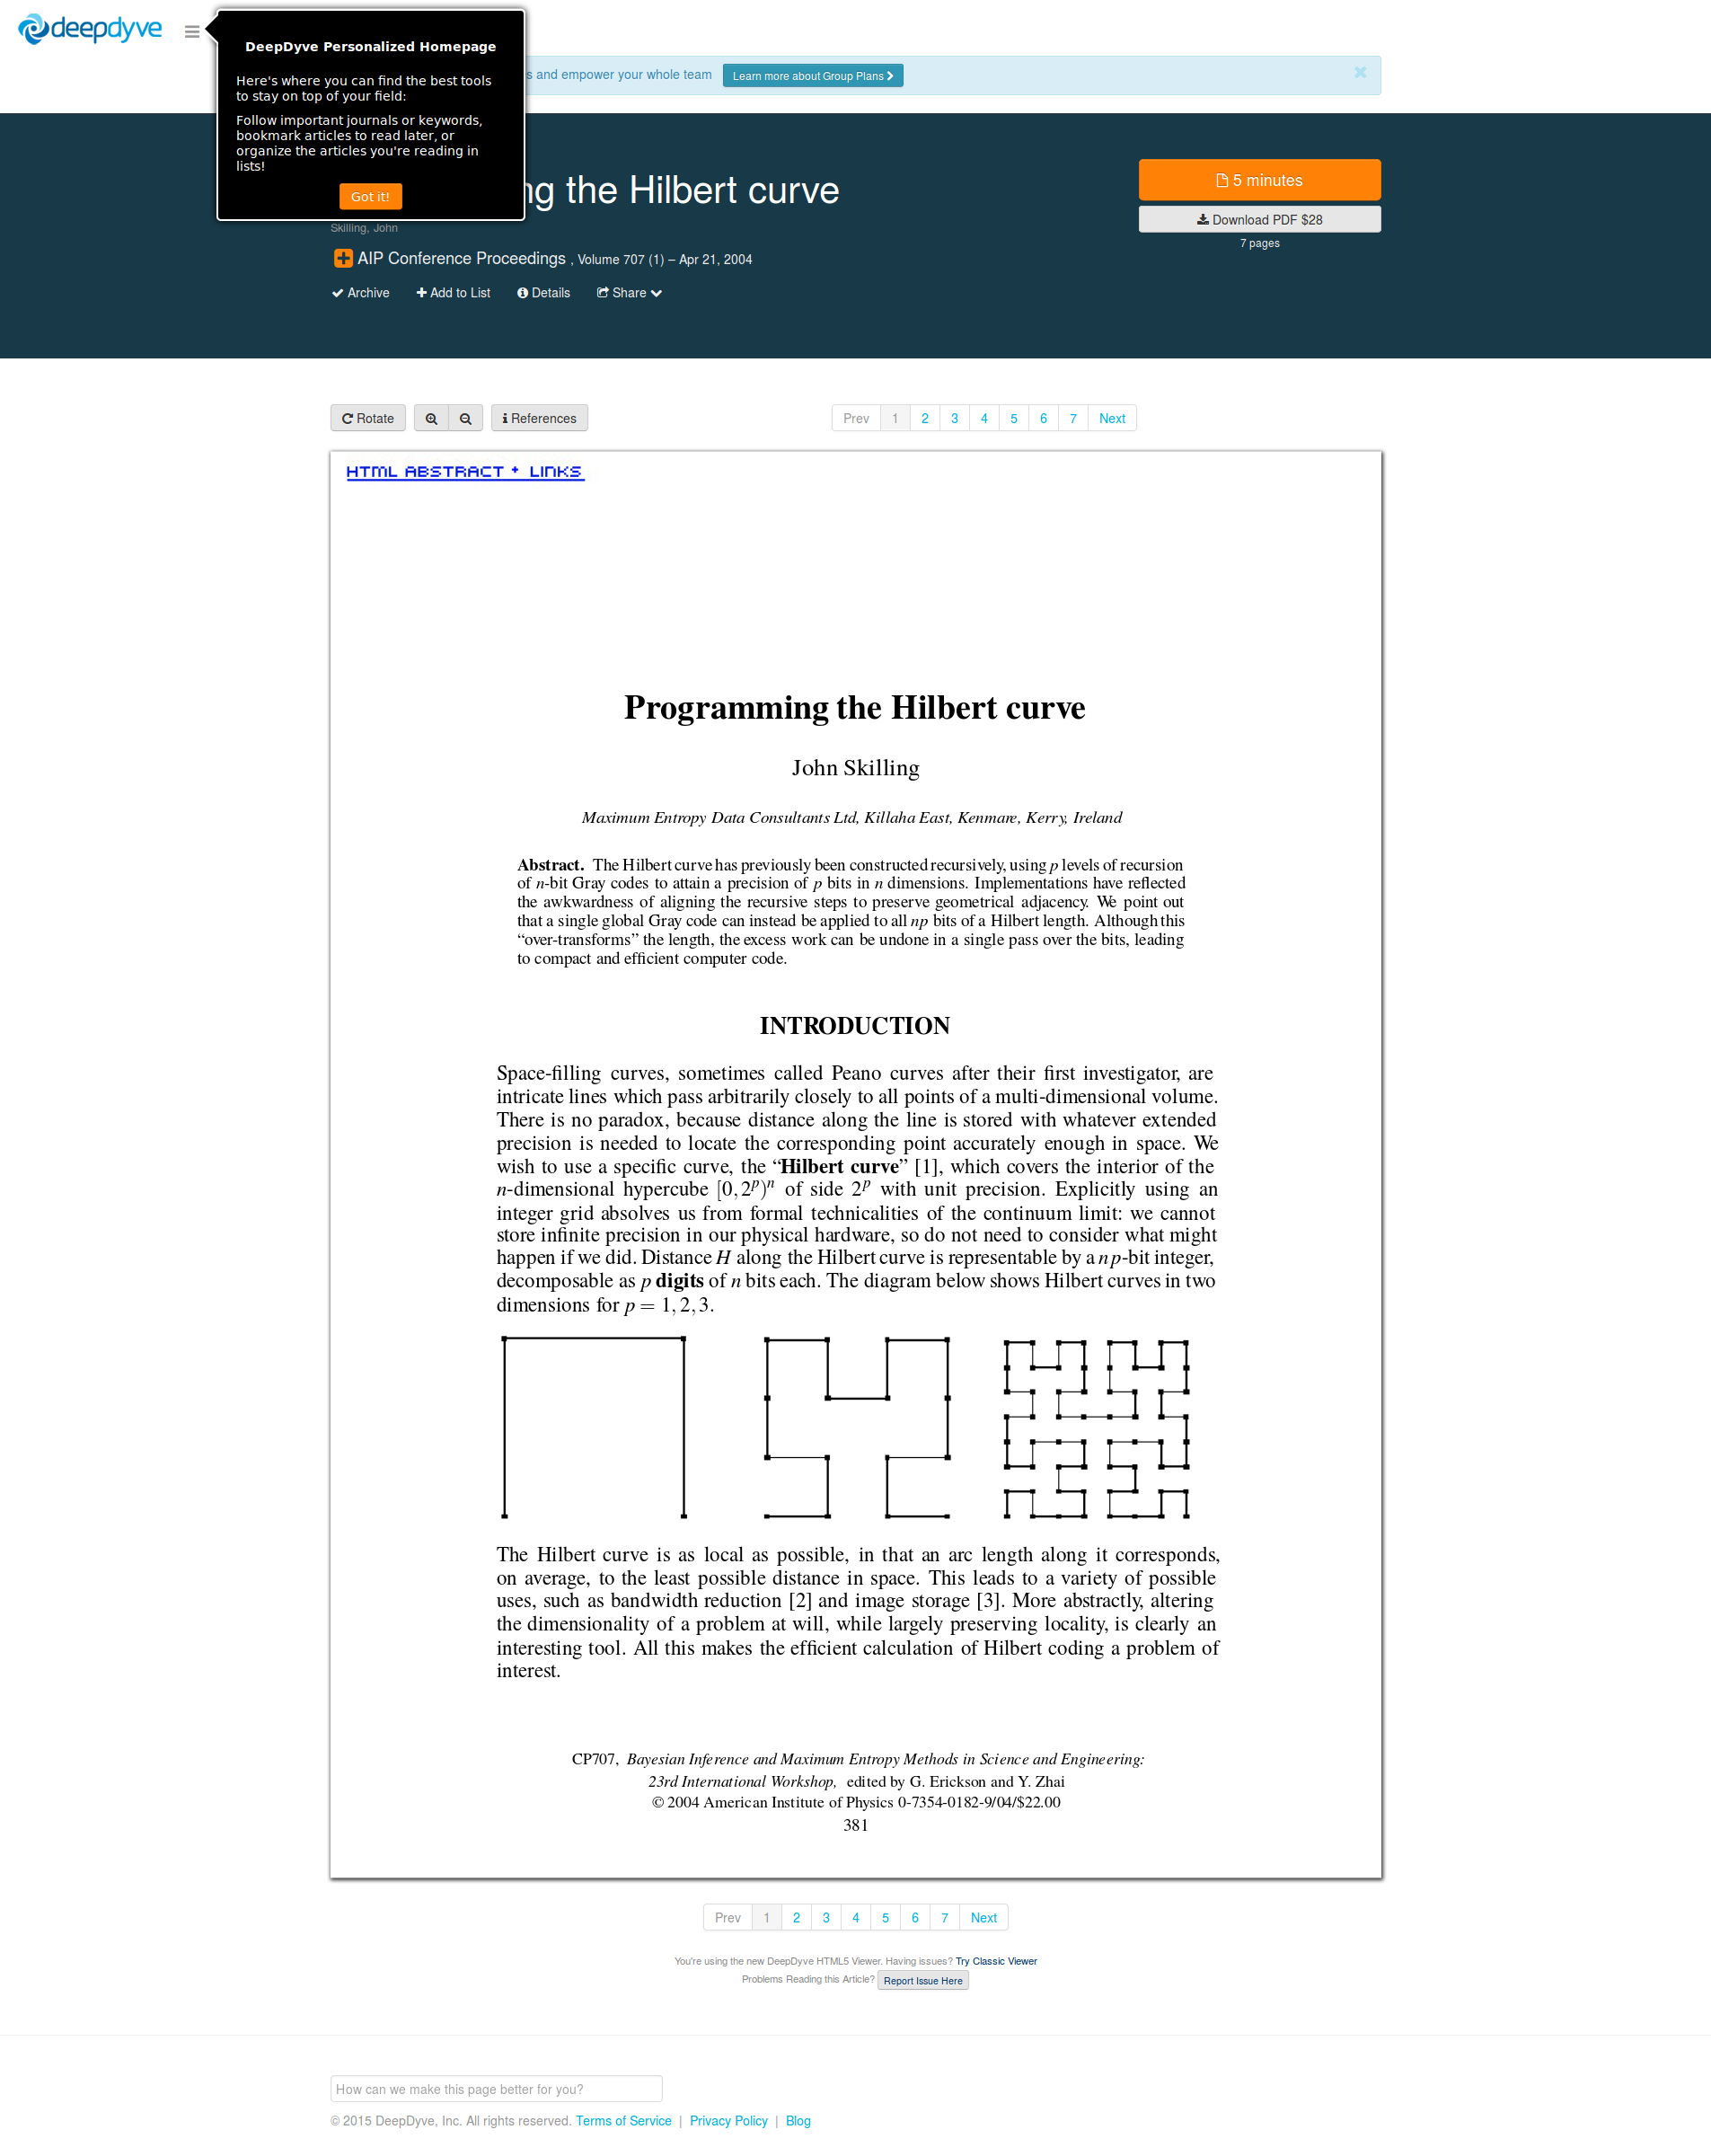 deepdyve
DeepDyve Personalized Homepage
Here's where you can find the best tools
to stay on top of your field:
Follow important journals or keywords,
bookmark articles to read later, or
organize the articles you're reading in
lists!
Got it!
s and empower your whole team Learn more about Group Plans
ng the Hilbert curve
Skilling, John
AIP Conference Proceedings , Volume 707 (1) – Apr 21, 2004
Archive Add to List Details Share
5 minutes
Download PDF $28
7 pages
Rotate References Prev 1 2 3 4 5 6 7 Next
HTML ABSTRACT + LINKS
Programming the Hilbert curve
John Skilling
Maximum Entropy Data Consultants Ltd, Killaha East, Kenmare, Kerry, Ireland
Abstract. The Hilbert curve has previously been constructed recursively, using p levels of recursion
of n-bit Gray codes to attain a precision of p bits in n dimensions. Implementations have reflected
the awkwardness of aligning the recursive steps to preserve geometrical adjacency. We point out
that a single global Gray code can instead be applied to all np bits of a Hilbert length. Although this
“over-transforms” the length, the excess work can be undone in a single pass over the bits, leading
to compact and efficient computer code.
INTRODUCTION
Space-filling curves, sometimes called Peano curves after their first investigator, are
intricate lines which pass arbitrarily closely to all points of a multi-dimensional volume.
There is no paradox, because distance along the line is stored with whatever extended
precision is needed to locate the corresponding point accurately enough in space. We
wish to use a specific curve, the “Hilbert curve” [1], which covers the interior of the
n-dimensional hypercube [0,2^p)^n of side 2^p with unit precision. Explicitly using an
integer grid absolves us from formal technicalities of the continuum limit: we cannot
store infinite precision in our physical hardware, so do not need to consider what might
happen if we did. Distance H along the Hilbert curve is representable by a np-bit integer,
decomposable as p digits of n bits each. The diagram below shows Hilbert curves in two
dimensions for p = 1,2,3.
The Hilbert curve is as local as possible, in that an arc length along it corresponds,
on average, to the least possible distance in space. This leads to a variety of possible
uses, such as bandwidth reduction [2] and image storage [3]. More abstractly, altering
the dimensionality of a problem at will, while largely preserving locality, is clearly an
interesting tool. All this makes the efficient calculation of Hilbert coding a problem of
interest.
CP707, Bayesian Inference and Maximum Entropy Methods in Science and Engineering:
23rd International Workshop, edited by G. Erickson and Y. Zhai
© 2004 American Institute of Physics 0-7354-0182-9/04/$22.00
381
Prev 1 2 3 4 5 6 7 Next
You're using the new DeepDyve HTML5 Viewer. Having issues? Try Classic Viewer
Problems Reading this Article? Report Issue Here
How can we make this page better for you?
© 2015 DeepDyve, Inc. All rights reserved. Terms of Service | Privacy Policy | Blog